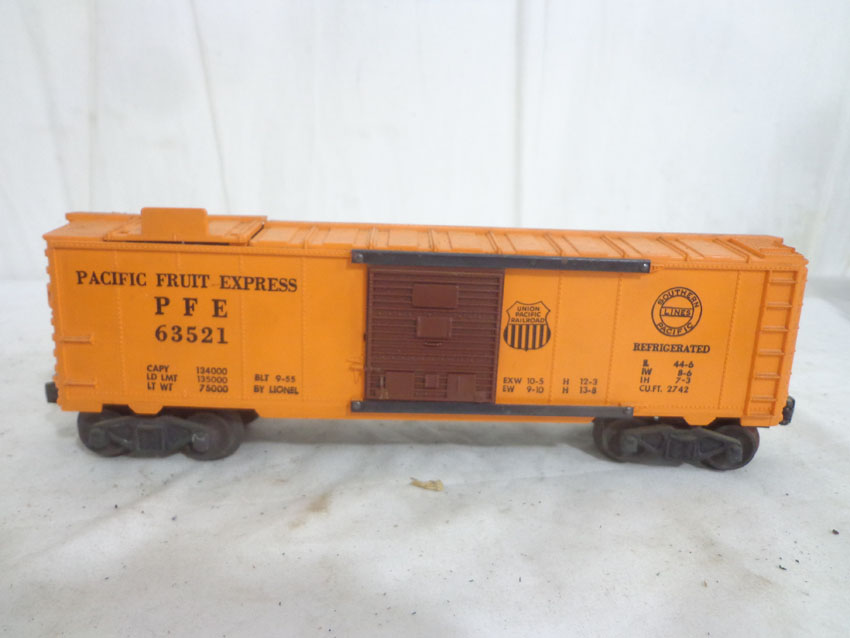 PACIFIC FRUIT EXPRESS
PFE
63521
CAPY 134000
LD LMT 135000
LT WT 75000
BLT 9-55
BY LIONEL
UNION
PACIFIC
RAILROAD
EXW 10-5 H 12-3
EW 9-10 H 13-8
SOUTHERN
LINES
PACIFIC
REFRIGERATED
IL 44-6
IW 8-6
IH 7-3
CU.FT. 2742